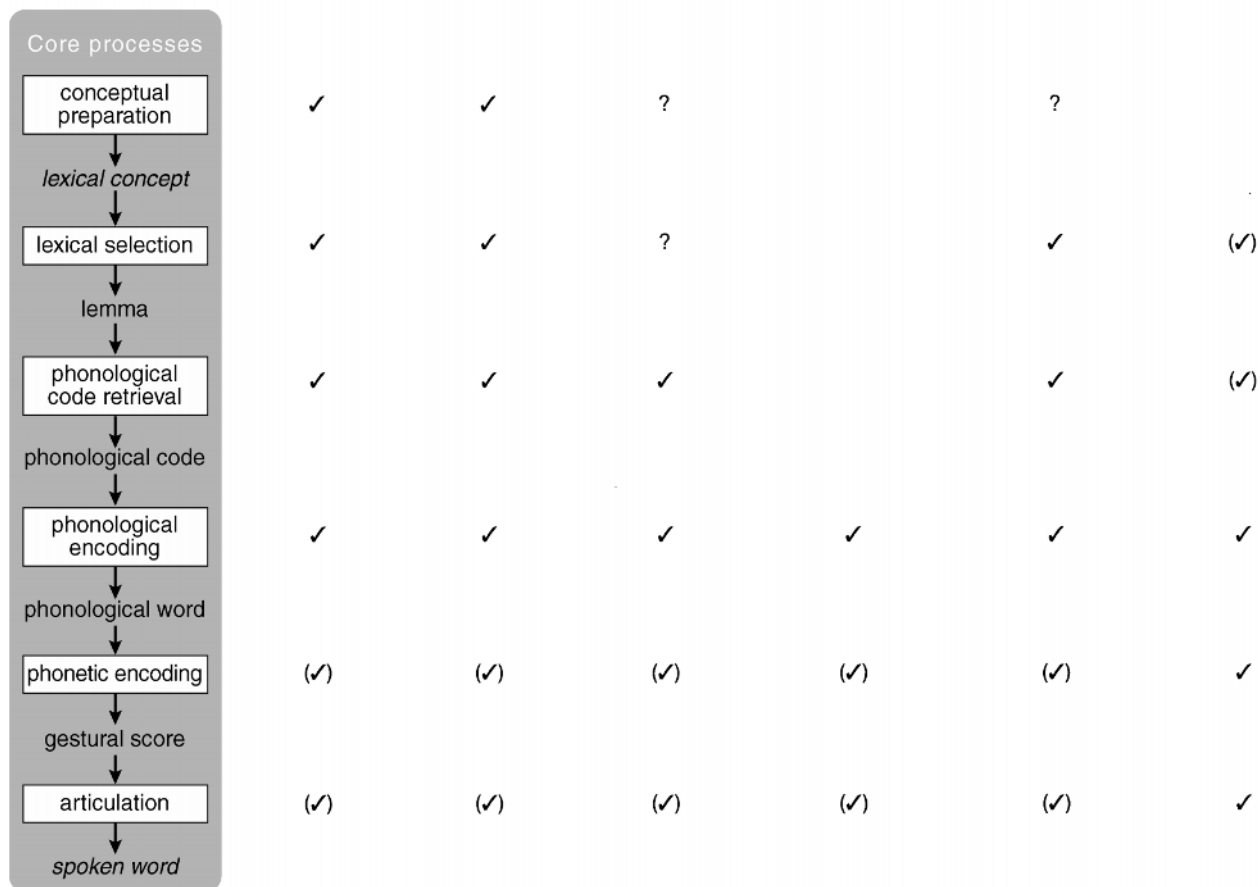 Core processes
conceptual
preparation
✓ ✓ ? ?
lexical concept
lexical selection
✓ ✓ ? ✓ (✓)
lemma
phonological
code retrieval
✓ ✓ ✓ ✓ (✓)
phonological code
phonological
encoding
✓ ✓ ✓ ✓ ✓ ✓
phonological word
phonetic encoding
(✓) (✓) (✓) (✓) (✓) ✓
gestural score
articulation
(✓) (✓) (✓) (✓) (✓) ✓
spoken word